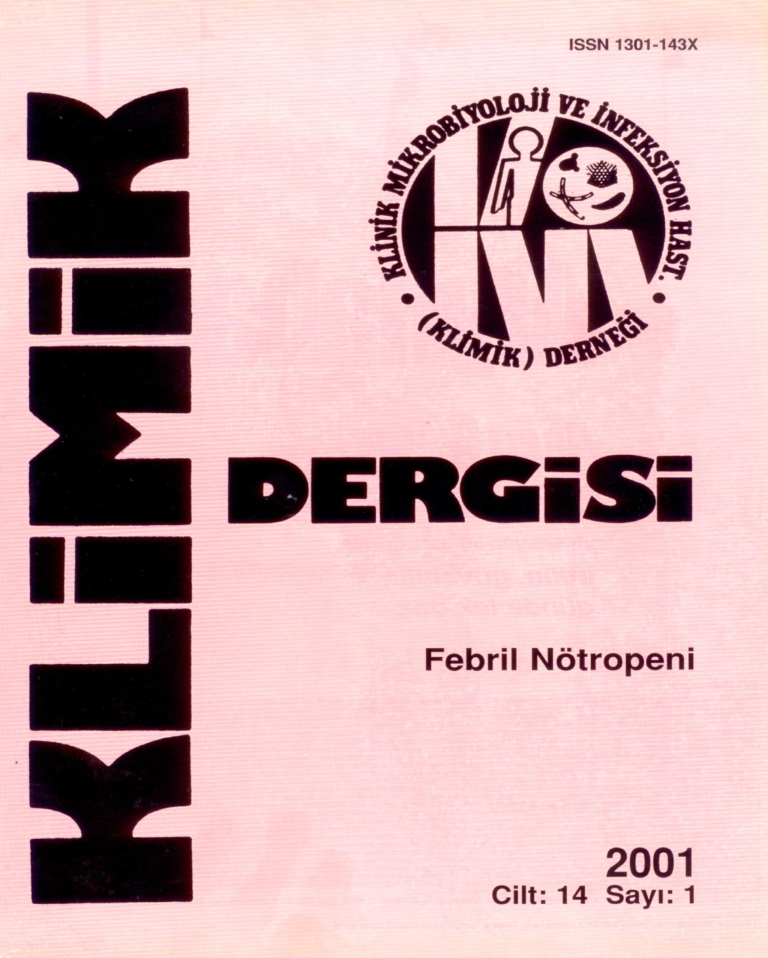 ISSN 1301-143X
KLİMİK
KLİNİK MİKROBİYOLOJİ VE İNFEKSİYON HAST.
(KLİMİK) DERNEĞİ
DERGİSİ
Febril Nötropeni
2001
Cilt: 14 Sayı: 1